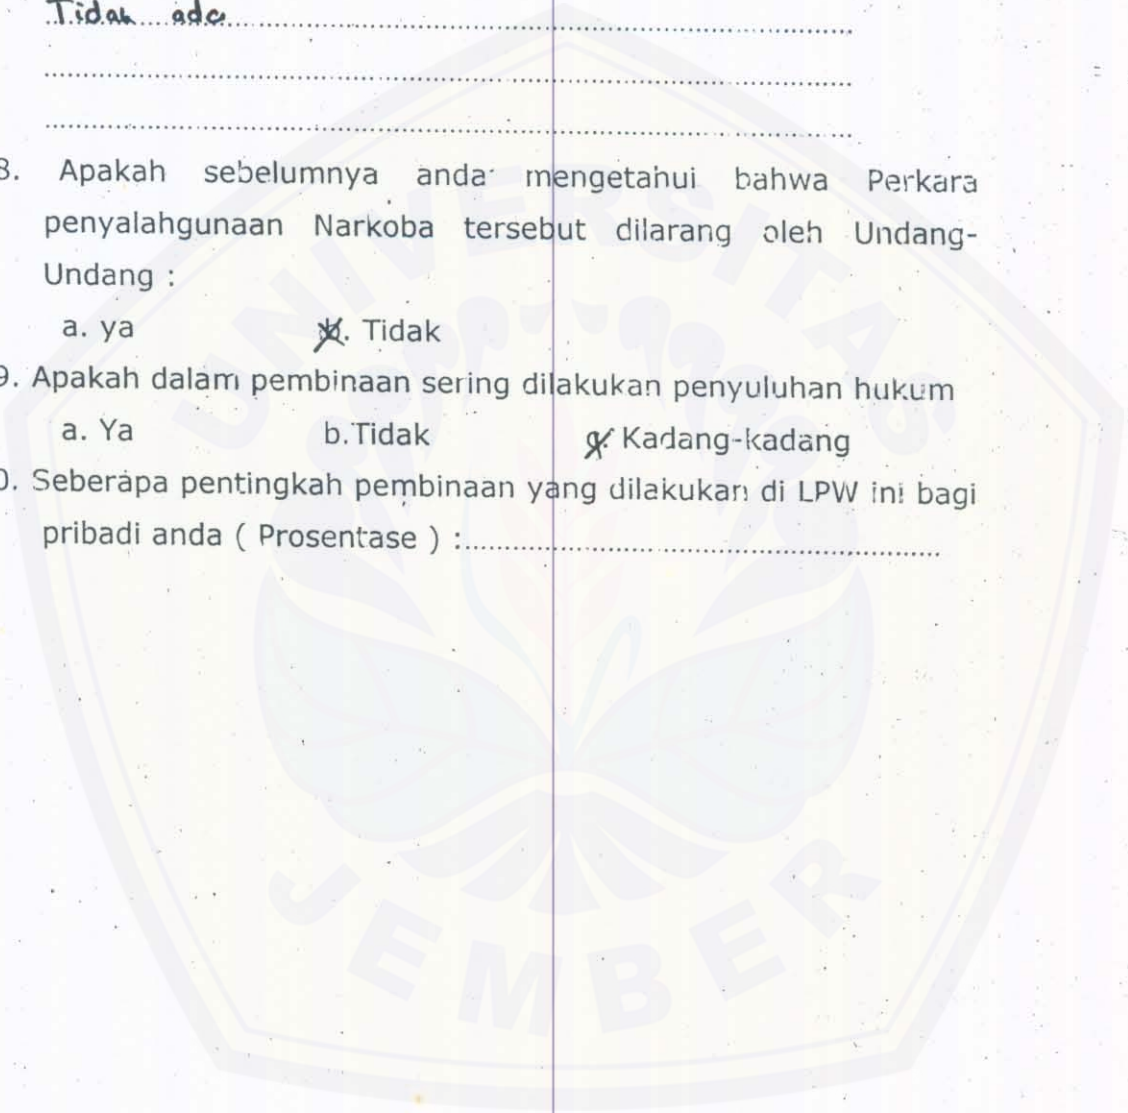 Tidak ada
8. Apakah sebelumnya anda mengetahui bahwa Perkara
penyalahgunaan Narkoba tersebut dilarang oleh Undang-
Undang :
a. ya b. Tidak
9. Apakah dalam pembinaan sering dilakukan penyuluhan hukum
a. Ya b. Tidak c. Kadang-kadang
0. Seberapa pentingkah pembinaan yang dilakukan di LPW ini bagi
pribadi anda ( Prosentase ) :..............................
UNIVERSITAS
JEMBER